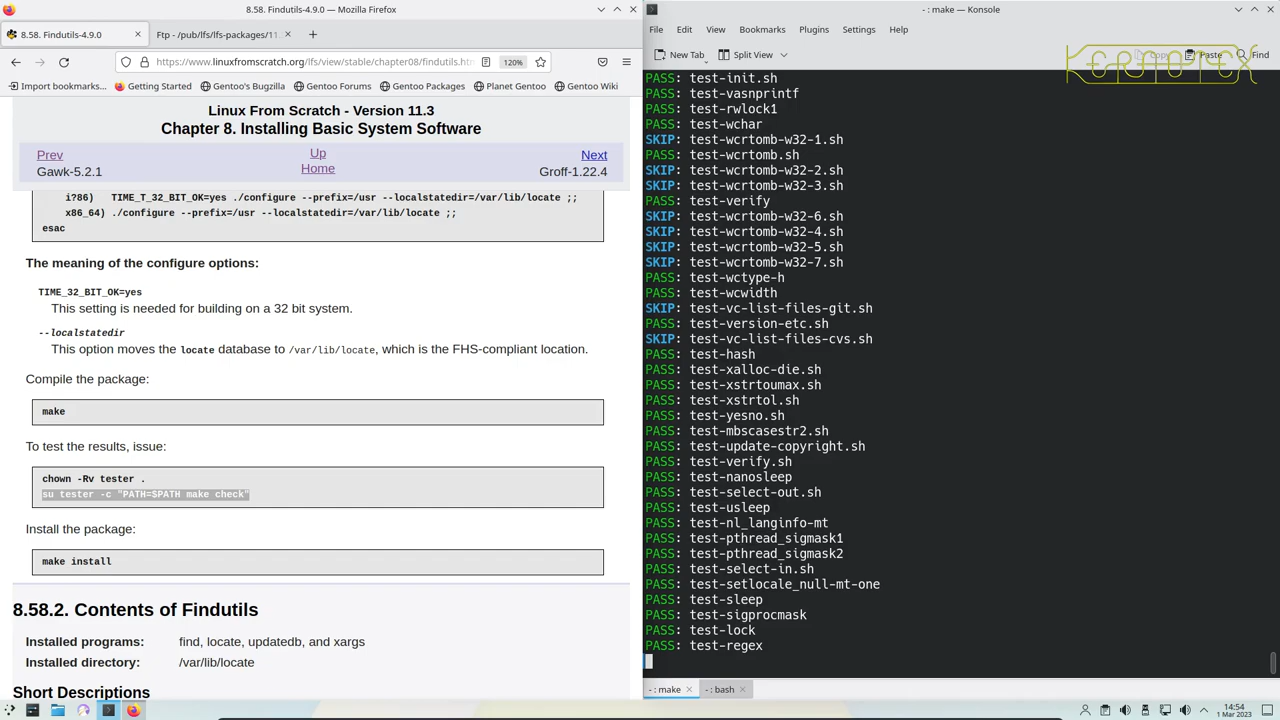 8.58. Findutils-4.9.0 — Mozilla Firefox
8.58. Findutils-4.9.0
Ftp - /pub/lfs/lfs-packages/11.
https://www.linuxfromscratch.org/lfs/view/stable/chapter08/findutils
120%
Import bookmarks...
Getting Started
Gentoo's Bugzilla
Gentoo Forums
Gentoo Packages
Planet Gentoo
Gentoo Wiki
Linux From Scratch - Version 11.3
Chapter 8. Installing Basic System Software
Prev
Up
Next
Gawk-5.2.1
Home
Groff-1.22.4
i?86) TIME_T_32_BIT_OK=yes ./configure --prefix=/usr --localstatedir=/var/lib/locate ;;
x86_64) ./configure --prefix=/usr --localstatedir=/var/lib/locate ;;
esac
The meaning of the configure options:
TIME_32_BIT_OK=yes
This setting is needed for building on a 32 bit system.
--localstatedir
This option moves the locate database to /var/lib/locate, which is the FHS-compliant location.
Compile the package:
make
To test the results, issue:
chown -Rv tester .
su tester -c "PATH=$PATH make check"
Install the package:
make install
8.58.2. Contents of Findutils
Installed programs: find, locate, updatedb, and xargs
Installed directory: /var/lib/locate
Short Descriptions
- : make — Konsole
File Edit View Bookmarks Plugins Settings Help
New Tab
Split View
Copy
Paste
Find
PASS: test-init.sh
PASS: test-vasnprintf
PASS: test-rwlock1
PASS: test-wchar
SKIP: test-wcrtomb-w32-1.sh
PASS: test-wcrtomb.sh
SKIP: test-wcrtomb-w32-2.sh
SKIP: test-wcrtomb-w32-3.sh
PASS: test-verify
SKIP: test-wcrtomb-w32-6.sh
SKIP: test-wcrtomb-w32-4.sh
SKIP: test-wcrtomb-w32-5.sh
SKIP: test-wcrtomb-w32-7.sh
PASS: test-wctype-h
PASS: test-wcwidth
SKIP: test-vc-list-files-git.sh
PASS: test-version-etc.sh
SKIP: test-vc-list-files-cvs.sh
PASS: test-hash
PASS: test-xalloc-die.sh
PASS: test-xstrtoumax.sh
PASS: test-xstrtol.sh
PASS: test-yesno.sh
PASS: test-mbscasestr2.sh
PASS: test-update-copyright.sh
PASS: test-verify.sh
PASS: test-nanosleep
PASS: test-select-out.sh
PASS: test-usleep
PASS: test-nl_langinfo-mt
PASS: test-pthread_sigmask1
PASS: test-pthread_sigmask2
PASS: test-select-in.sh
PASS: test-setlocale_null-mt-one
PASS: test-sleep
PASS: test-sigprocmask
PASS: test-lock
PASS: test-regex
- : make
- : bash
14:54
1 Mar 2023